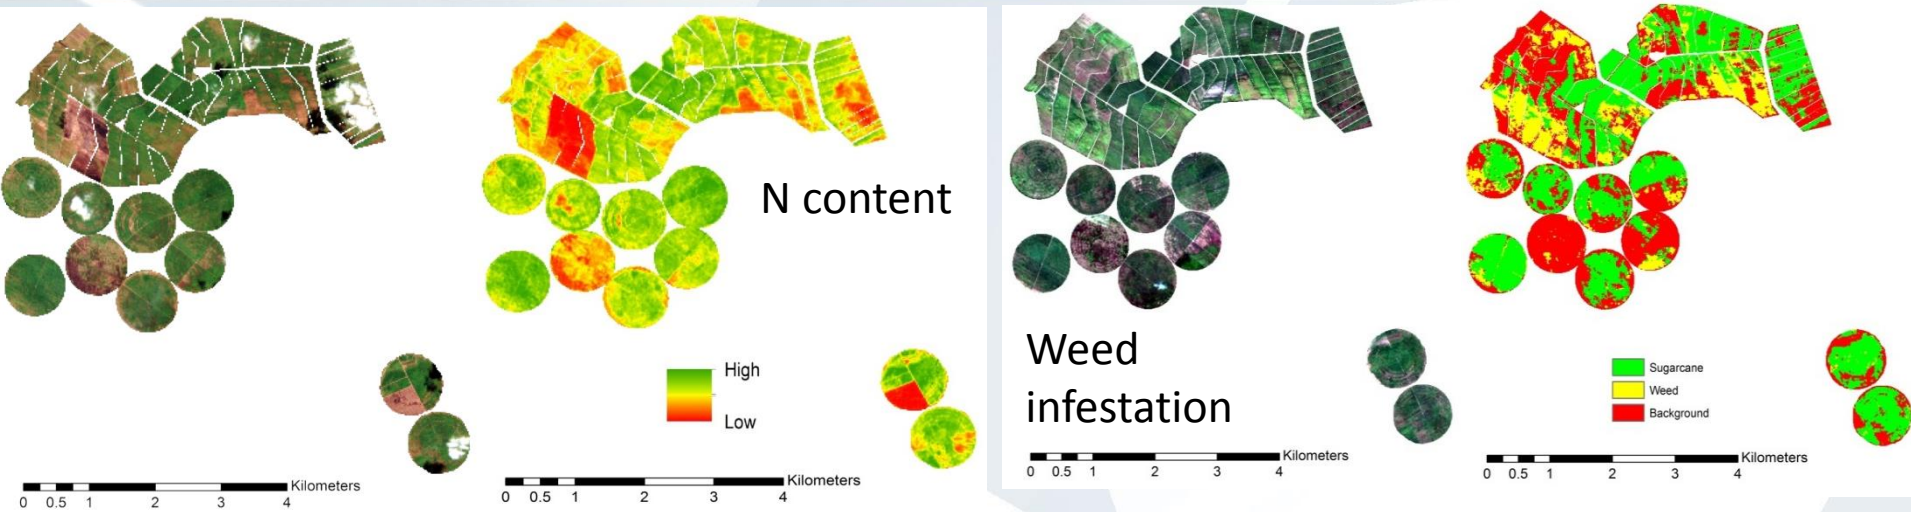 N content
High
Low
Kilometers
0 0.5 1 2 3 4
Kilometers
0 0.5 1 2 3 4
Weed
infestation
Sugarcane
Weed
Background
Kilometers
0 0.5 1 2 3 4
Kilometers
0 0.5 1 2 3 4